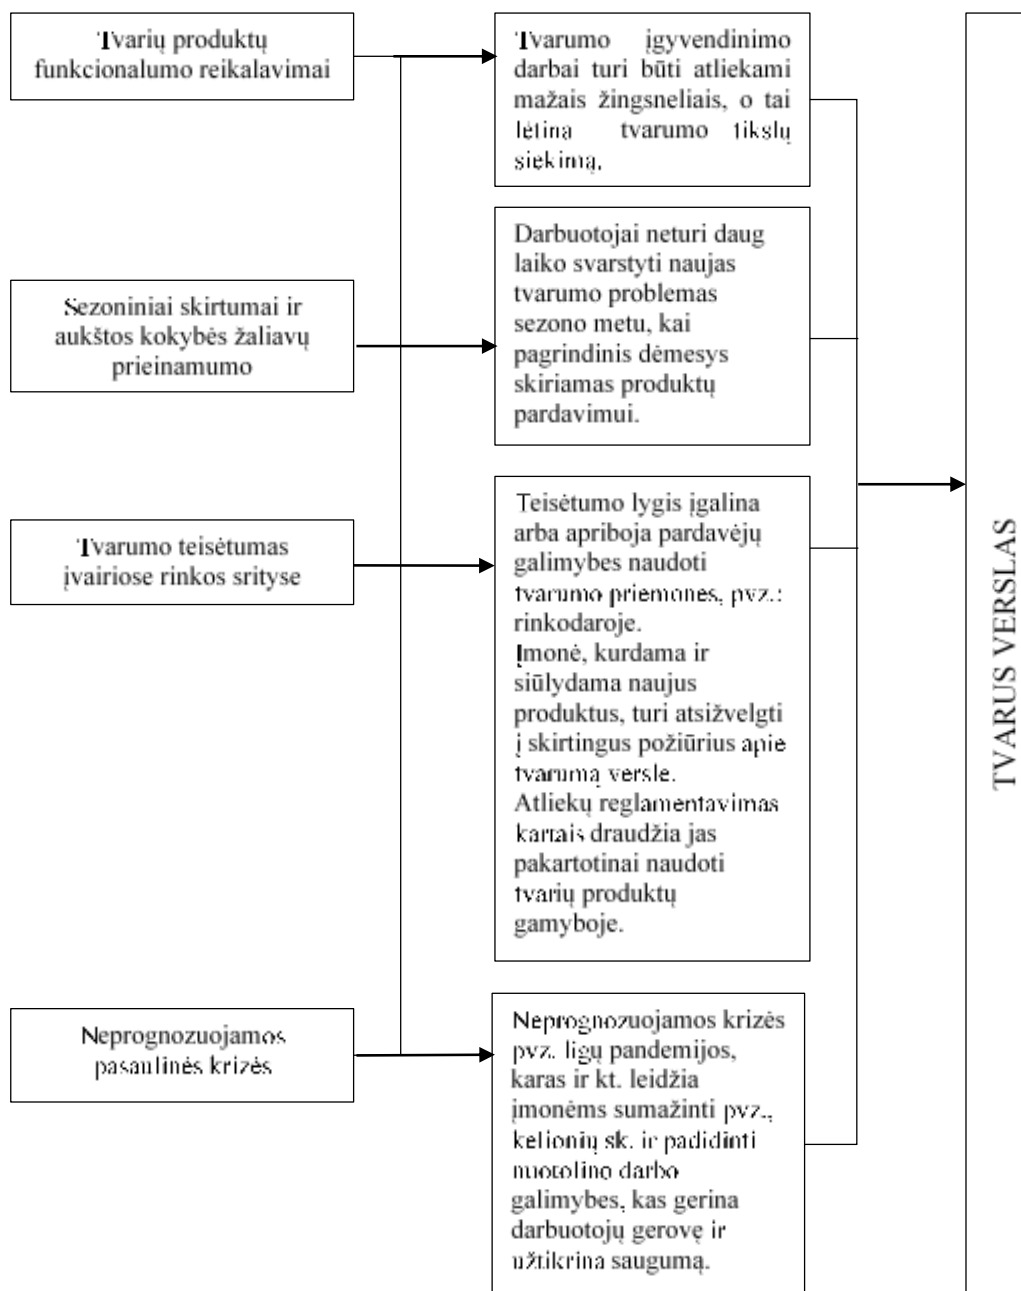 Tvarių produktų
funkcionalumo reikalavimai
Tvarumo įgyvendinimo
darbai turi būti atliekami
mažais žingsneliais, o tai
lėtina tvarumo tikslų
siekimą.
Sezoniniai skirtumai ir
aukštos kokybės žaliavų
prieinamumo
Darbuotojai neturi daug
laiko svarstyti naujas
tvarumo problemas
sezono metu, kai
pagrindinis dėmesys
skiriamas produktų
pardavimui.
Tvarumo teisėtumas
įvairiose rinkos srityse
Teisėtumo lygis įgalina
arba apriboja pardavėjų
galimybes naudoti
tvarumo priemones, pvz.:
rinkodaroje.
Įmonė, kurdama ir
siūlydama naujus
produktus, turi atsižvelgti
į skirtingus požiūrius apie
tvarumą versle.
Atliekų reglamentavimas
kartais draudžia jas
pakartotinai naudoti
tvarių produktų
gamyboje.
Neprognozuojamos
pasaulinės krizės
Neprognozuojamos krizės
pvz. ligų pandemijos,
karas ir kt. leidžia
įmonėms sumažinti pvz.,
kelionių sk. ir padidinti
nuotolino darbo
galimybes, kas gerina
darbuotojų gerovę ir
užtikrina saugumą.
TVARUS VERSLAS